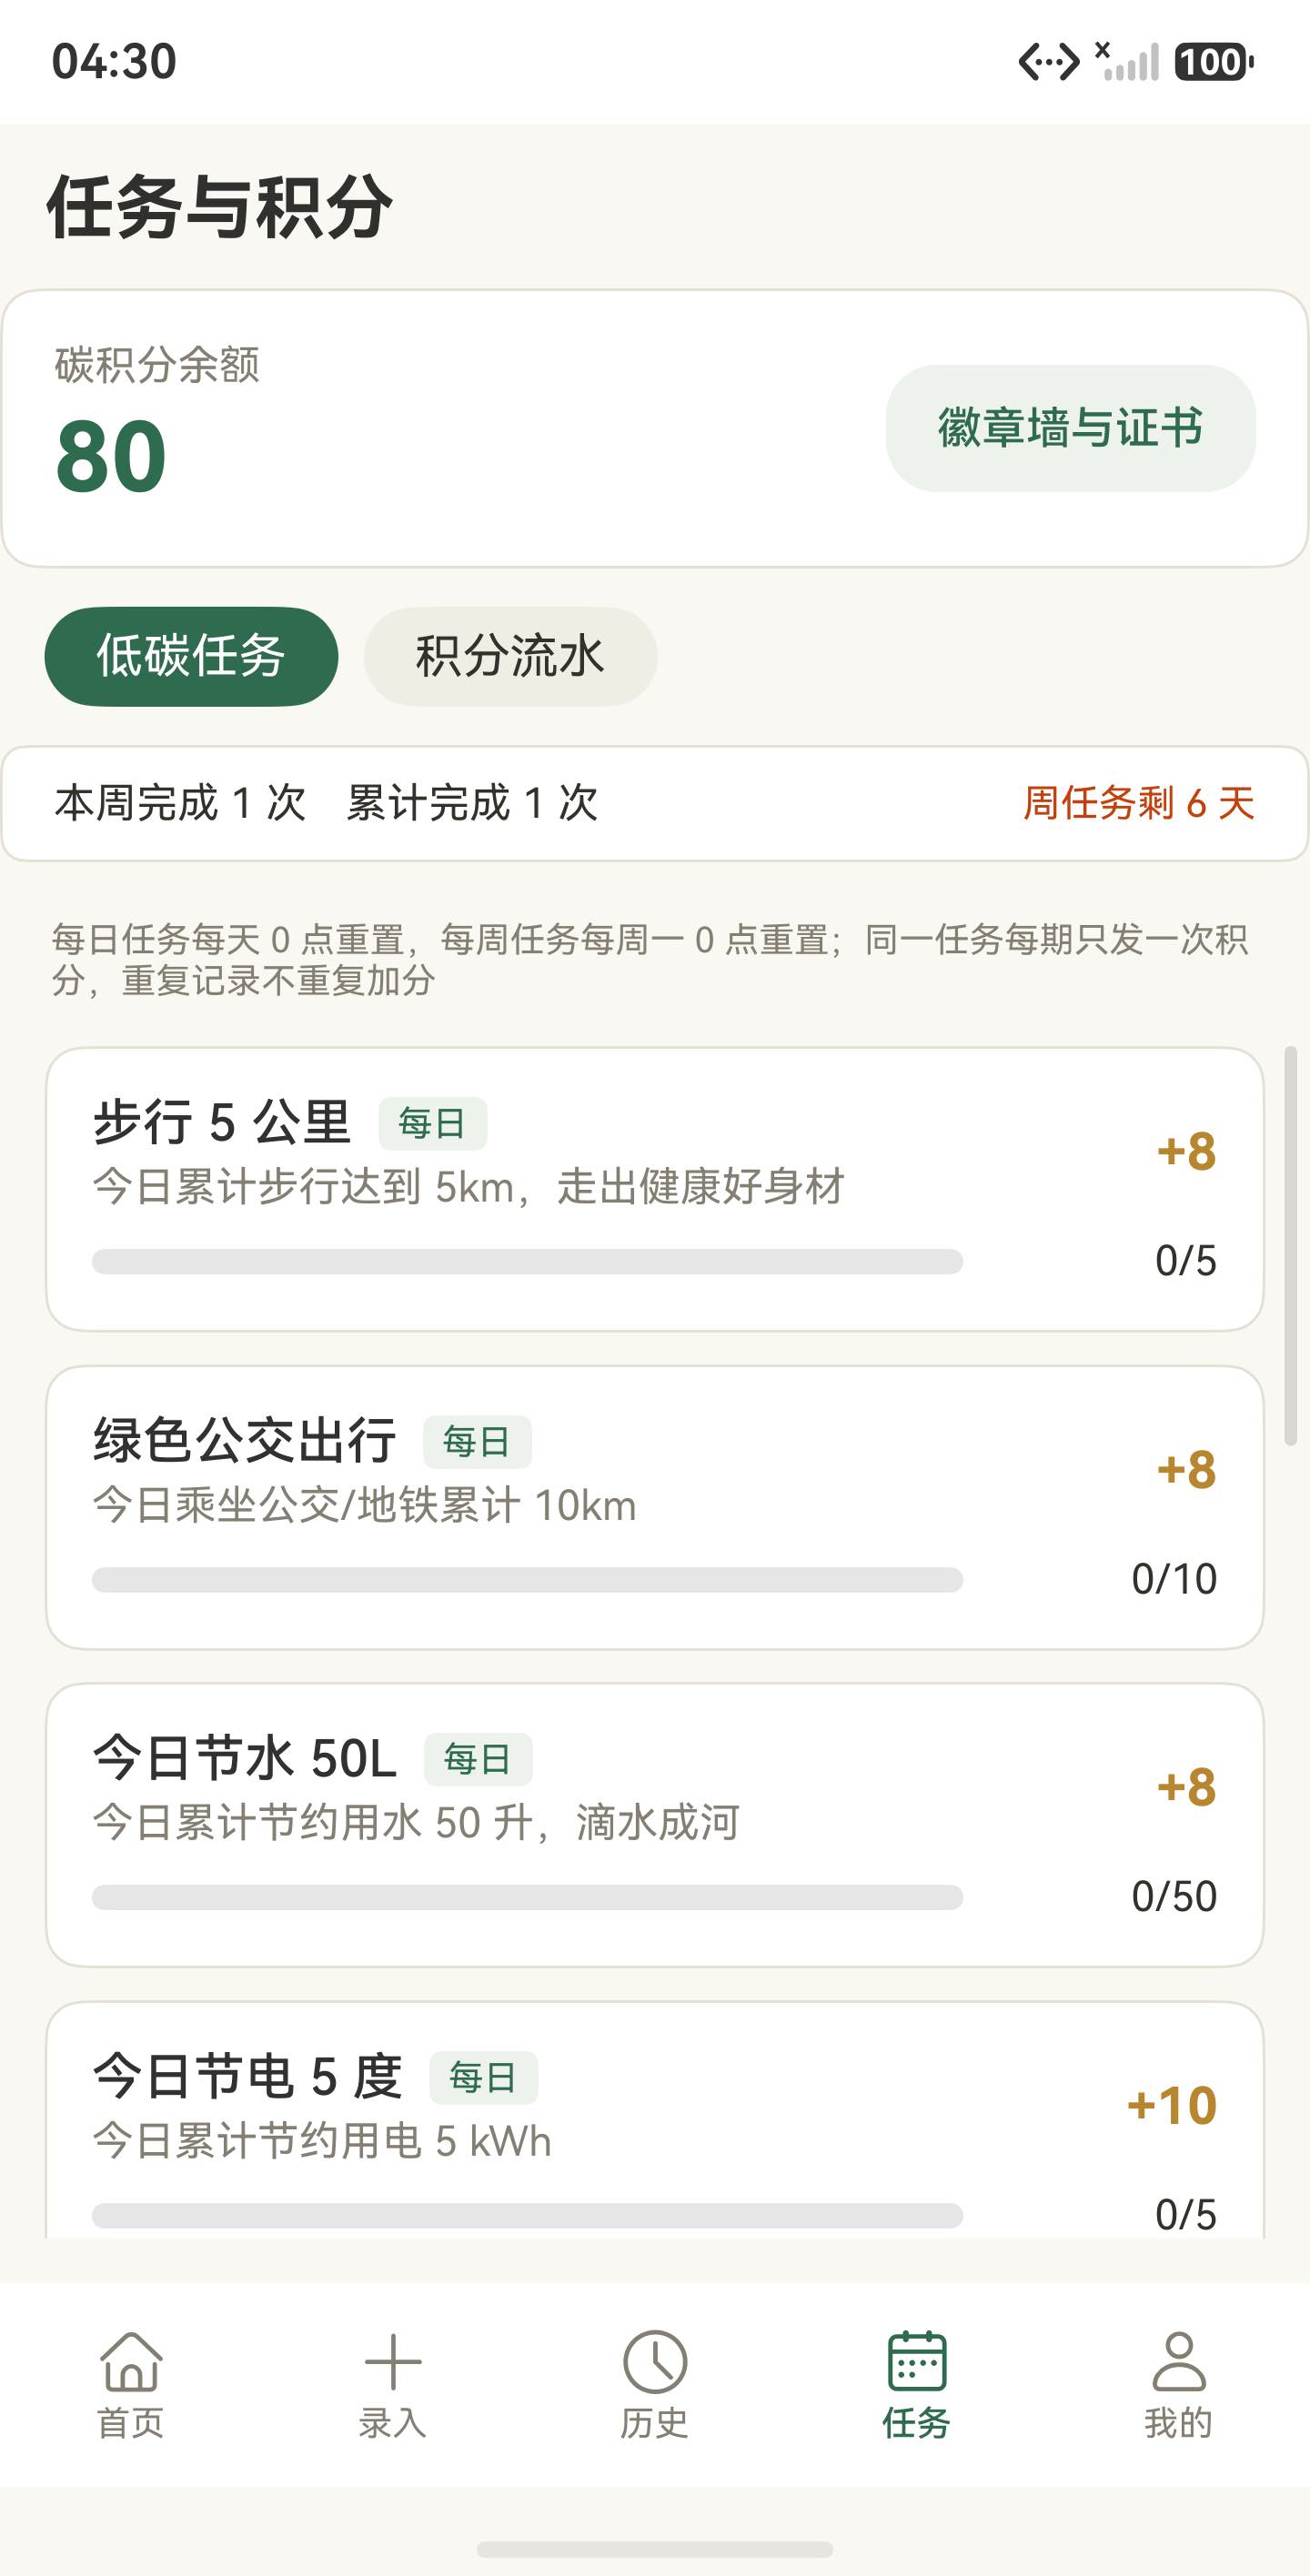 04:30
100
任务与积分
碳积分余额
80
徽章墙与证书
低碳任务
积分流水
本周完成 1 次 累计完成 1 次
周任务剩 6 天
每日任务每天 0 点重置，每周任务每周一 0 点重置；同一任务每期只发一次积
分，重复记录不重复加分
步行 5 公里 每日
+8
今日累计步行达到 5km，走出健康好身材
0/5
绿色公交出行 每日
+8
今日乘坐公交/地铁累计 10km
0/10
今日节水 50L 每日
+8
今日累计节约用水 50 升，滴水成河
0/50
今日节电 5 度 每日
+10
今日累计节约用电 5 kWh
0/5
首页
录入
历史
任务
我的